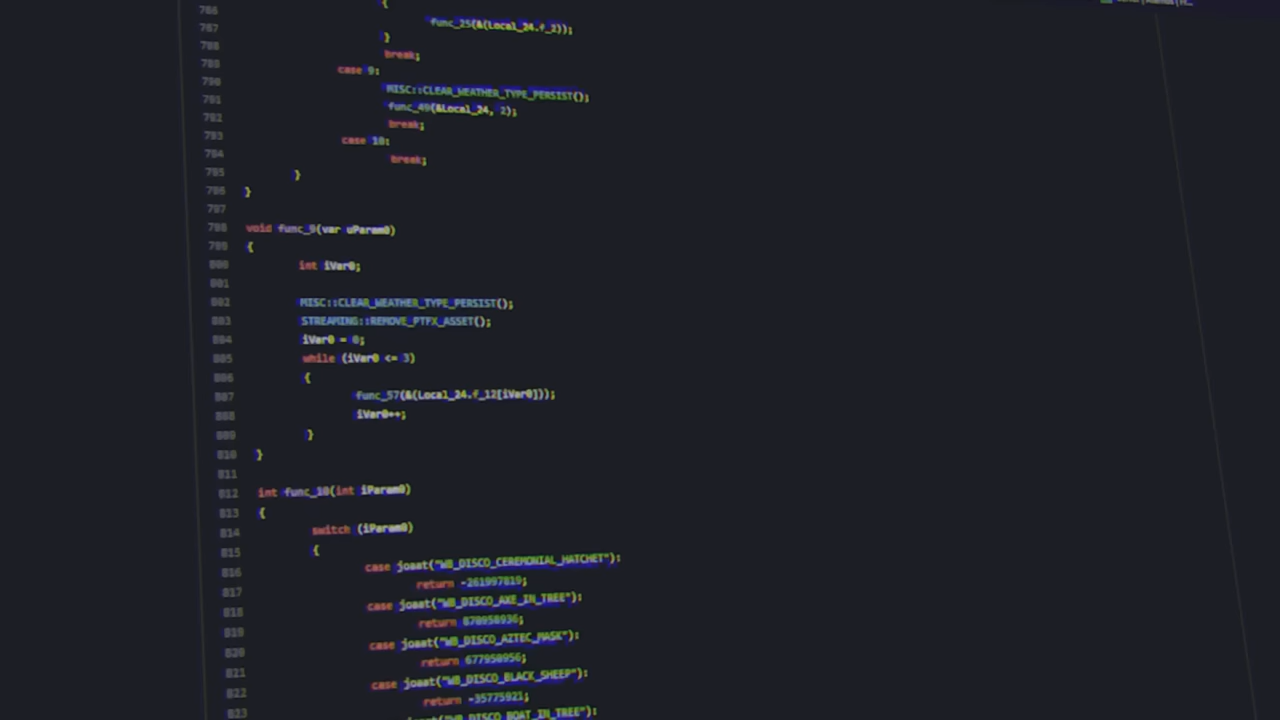 786 {
787 func_25(&(Local_24.f_2));
788 }
789 break;
790 case 9:
791 MISC::CLEAR_WEATHER_TYPE_PERSIST();
792 func_49(&Local_24, 2);
793 break;
794 case 10:
795 break;
796 }
797 }
798 void func_9(var uParam0)
799 {
800 int iVar0;
801
802 MISC::CLEAR_WEATHER_TYPE_PERSIST();
803 STREAMING::REMOVE_PTFX_ASSET();
804 iVar0 = 0;
805 while (iVar0 <= 3)
806 {
807 func_57(&(Local_24.f_12[iVar0]));
808 iVar0++;
809 }
810 }
811
812 int func_10(int iParam0)
813 {
814 switch (iParam0)
815 {
816 case joaat("WB_DISCO_CEREMONIAL_HATCHET"):
817 return -261997819;
818 case joaat("WB_DISCO_AXE_IN_TREE"):
819 return 870958936;
820 case joaat("WB_DISCO_AZTEC_MASK"):
821 return 677958956;
822 case joaat("WB_DISCO_BLACK_SHEEP"):
823 return -35775921;
joaat("WB_DISCO_BOAT_IN_TREE"):